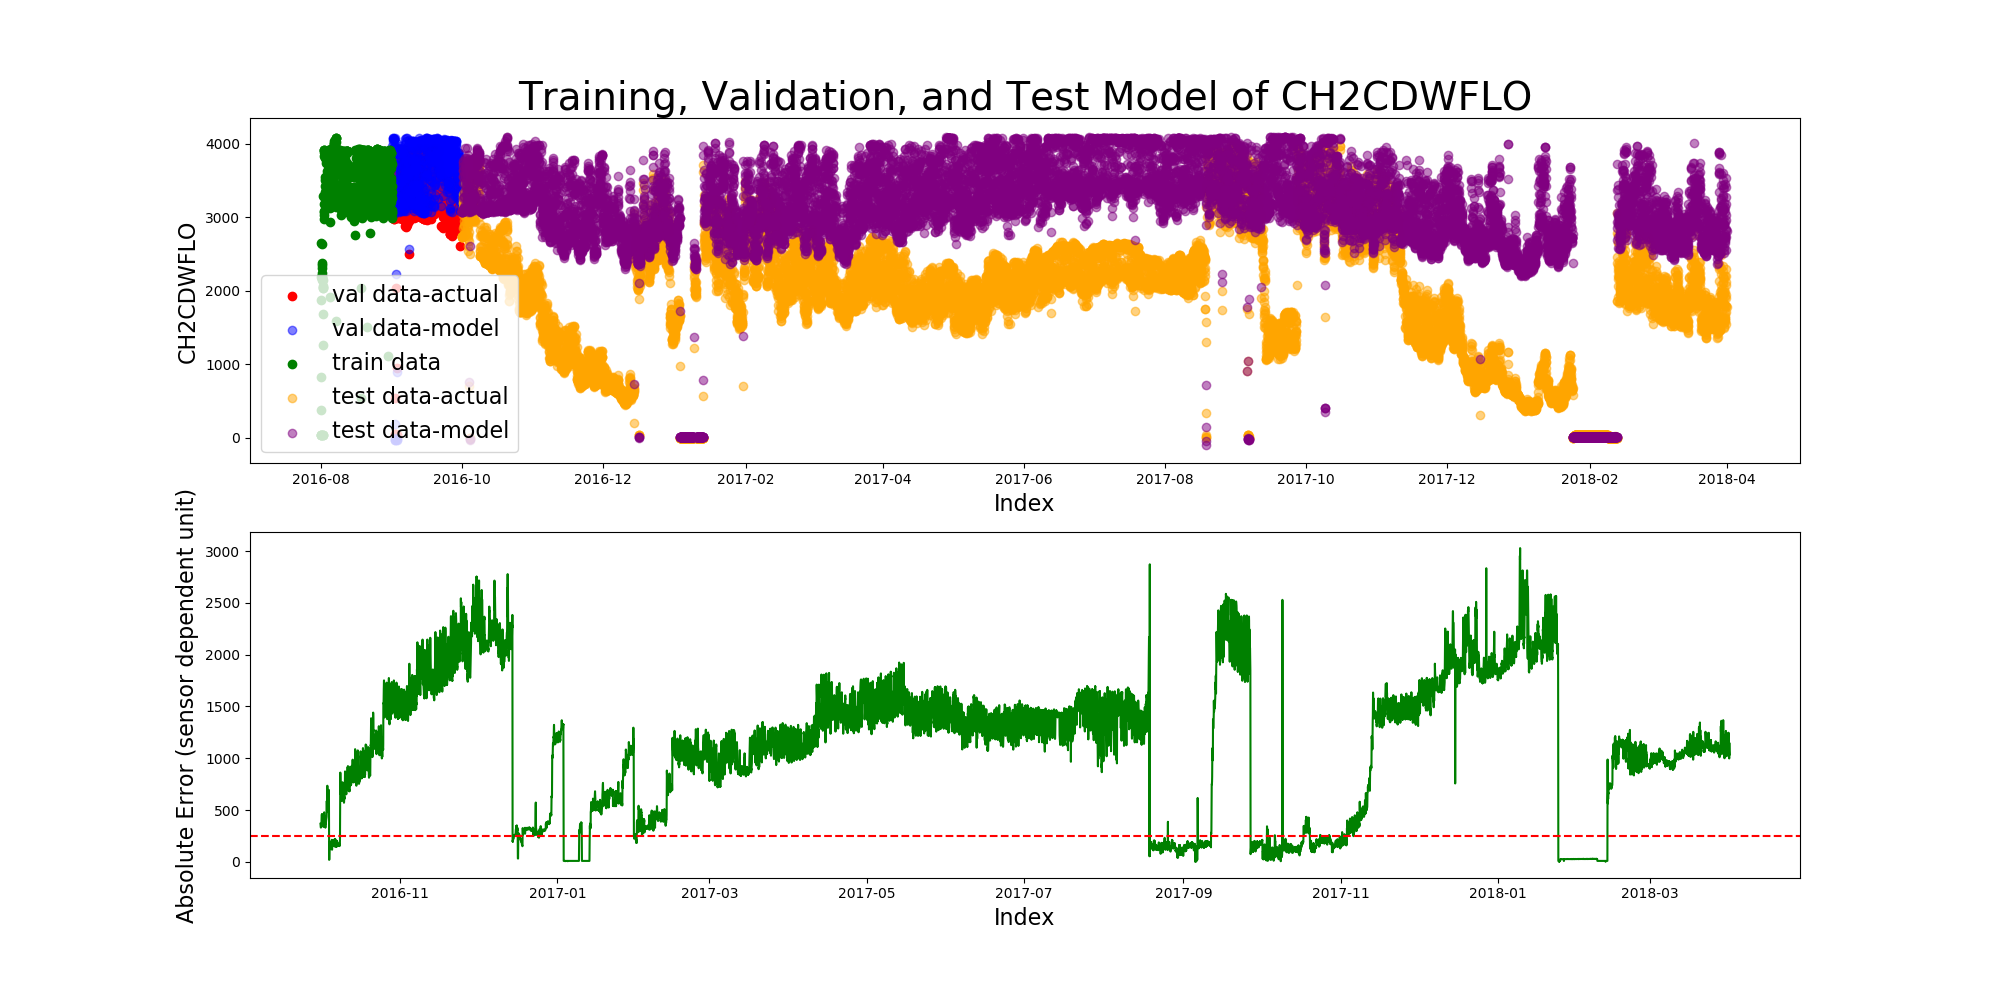 Training, Validation, and Test Model of CH2CDWFLO
CH2CDWFLO
4000
3000
2000
1000
0
val data-actual
val data-model
train data
test data-actual
test data-model
2016-08 2016-10 2016-12 2017-02 2017-04 2017-06 2017-08 2017-10 2017-12 2018-02 2018-04
Index
Absolute Error (sensor dependent unit)
3000
2500
2000
1500
1000
500
0
2016-11 2017-01 2017-03 2017-05 2017-07 2017-09 2017-11 2018-01 2018-03
Index